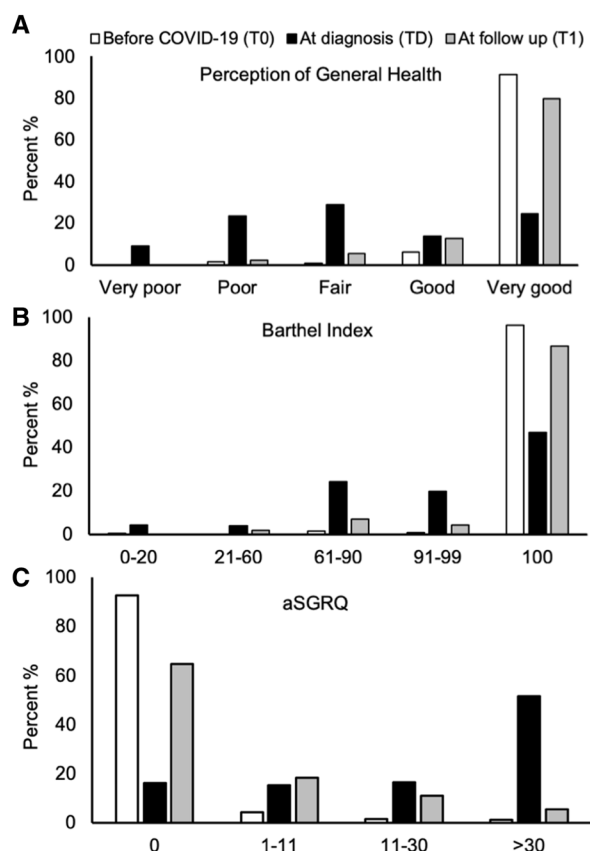 A
Before COVID-19 (T0) At diagnosis (TD) At follow up (T1)
Perception of General Health
Percent %
100
80
60
40
20
0
Very poor Poor Fair Good Very good
B
Barthel Index
Percent %
100
80
60
40
20
0
0-20 21-60 61-90 91-99 100
C
aSGRQ
Percent %
100
80
60
40
20
0
0 1-11 11-30 >30